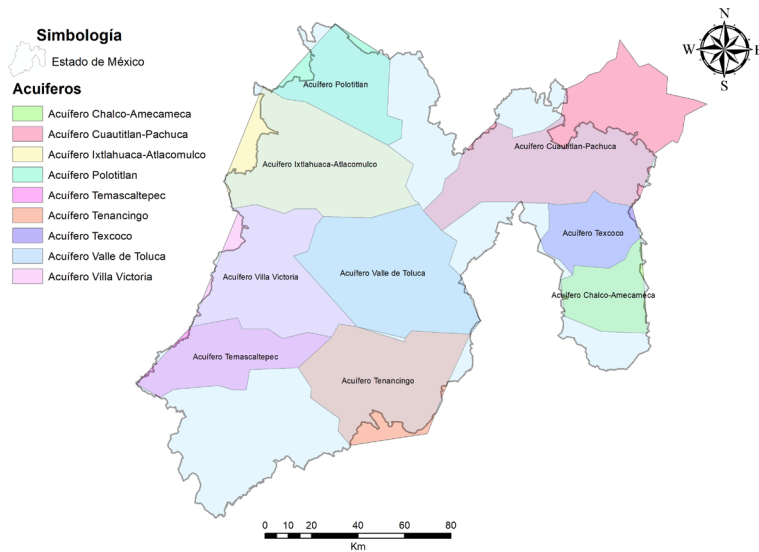 Simbología
Estado de México
Acuiferos
Acuífero Chalco-Amecameca
Acuífero Cuautitlan-Pachuca
Acuífero Ixtlahuaca-Atlacomulco
Acuífero Polotitlan
Acuífero Temascaltepec
Acuífero Tenancingo
Acuífero Texcoco
Acuífero Valle de Toluca
Acuífero Villa Victoria
N
W
E
S
Acuífero Polotitlan
Acuífero Cuautitlan-Pachuca
Acuífero Ixtlahuaca-Atlacomulco
Acuífero Texcoco
Acuífero Villa Victoria
Acuífero Valle de Toluca
Acuífero Chalco-Amecameca
Acuífero Temascaltepec
Acuífero Tenancingo
0 10 20 40 60 80
Km